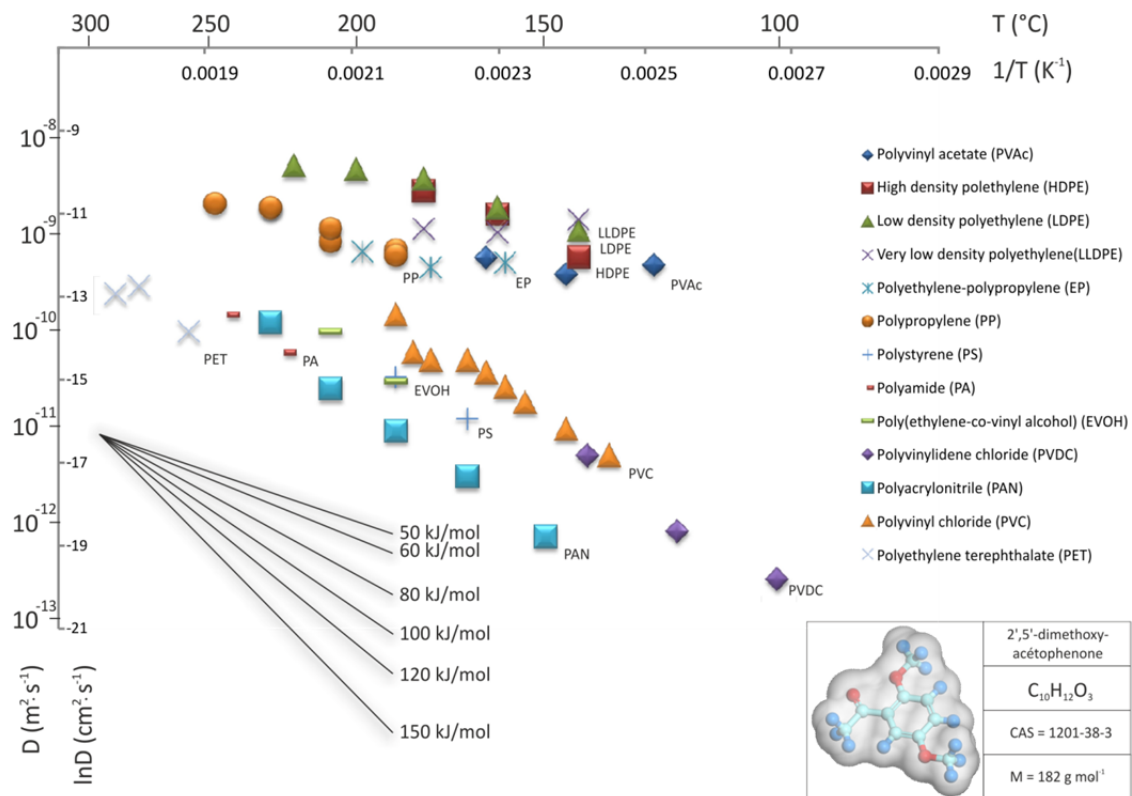 300 250 200 150 100 T (°C)
0.0019 0.0021 0.0023 0.0025 0.0027 0.0029 1/T (K⁻¹)
10⁻⁸ -9
-11
10⁻⁹
-13
10⁻¹⁰
-15
10⁻¹¹
-17
10⁻¹²
-19
10⁻¹³
-21
D (m²· s⁻¹)
lnD (cm²· s⁻¹)
LLDPE
LDPE
HDPE
PP
EP
PVAc
PET
PA
EVOH
PS
PVC
PAN
PVDC
50 kJ/mol
60 kJ/mol
80 kJ/mol
100 kJ/mol
120 kJ/mol
150 kJ/mol
Polyvinyl acetate (PVAc)
High density polethylene (HDPE)
Low density polyethylene (LDPE)
Very low density polyethylene(LLDPE)
Polyethylene-polypropylene (EP)
Polypropylene (PP)
Polystyrene (PS)
Polyamide (PA)
Poly(ethylene-co-vinyl alcohol) (EVOH)
Polyvinylidene chloride (PVDC)
Polyacrylonitrile (PAN)
Polyvinyl chloride (PVC)
Polyethylene terephthalate (PET)
2',5'-dimethoxy-
acétophenone
C₁₀H₁₂O₃
CAS = 1201-38-3
M = 182 g mol⁻¹